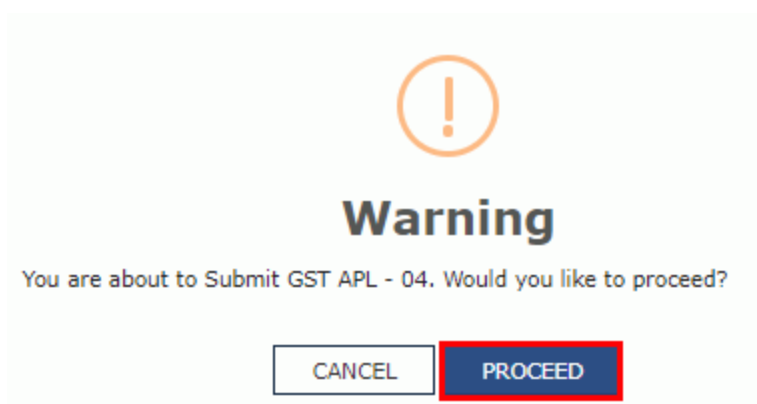 Warning
You are about to Submit GST APL - 04. Would you like to proceed?
CANCEL PROCEED